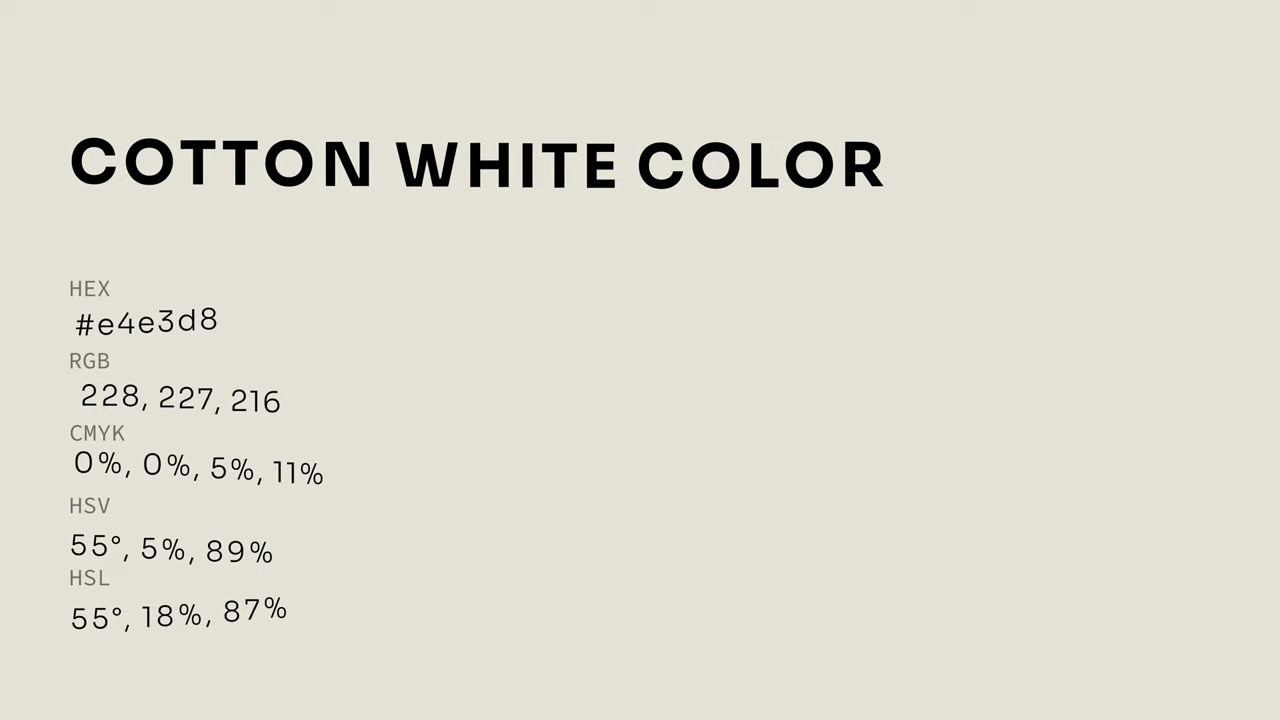 COTTON WHITE COLOR
HEX
#e4e3d8
RGB
228, 227, 216
CMYK
0%, 0%, 5%, 11%
HSV
55°, 5%, 89%
HSL
55°, 18%, 87%